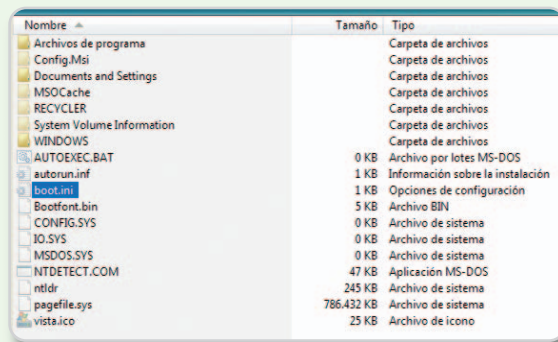 Nombre Tamaño Tipo
Archivos de programa Carpeta de archivos
Config.Msi Carpeta de archivos
Documents and Settings Carpeta de archivos
MSOCache Carpeta de archivos
RECYCLER Carpeta de archivos
System Volume Information Carpeta de archivos
WINDOWS Carpeta de archivos
AUTOEXEC.BAT 0 KB Archivo por lotes MS-DOS
autorun.inf 1 KB Información sobre la instalación
boot.ini 1 KB Opciones de configuración
Bootfont.bin 5 KB Archivo BIN
CONFIG.SYS 0 KB Archivo de sistema
IO.SYS 0 KB Archivo de sistema
MSDOS.SYS 0 KB Archivo de sistema
NTDETECT.COM 47 KB Aplicación MS-DOS
ntldr 245 KB Archivo de sistema
pagefile.sys 786.432 KB Archivo de sistema
vista.ico 25 KB Archivo de icono